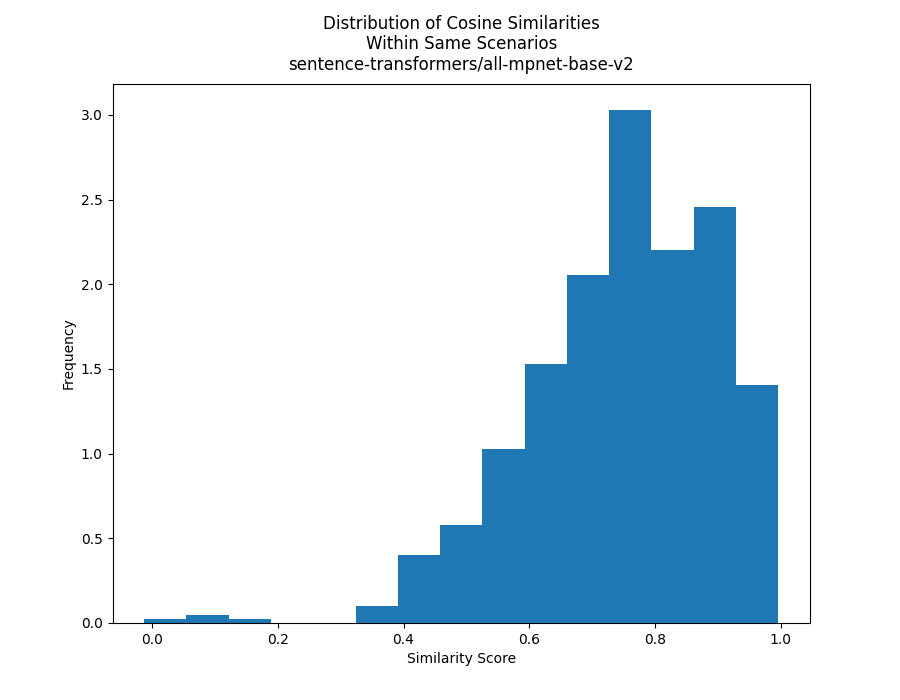 Distribution of Cosine Similarities
Within Same Scenarios
sentence-transformers/all-mpnet-base-v2
3.0
2.5
2.0
1.5
1.0
0.5
0.0
Frequency
0.0 0.2 0.4 0.6 0.8 1.0
Similarity Score